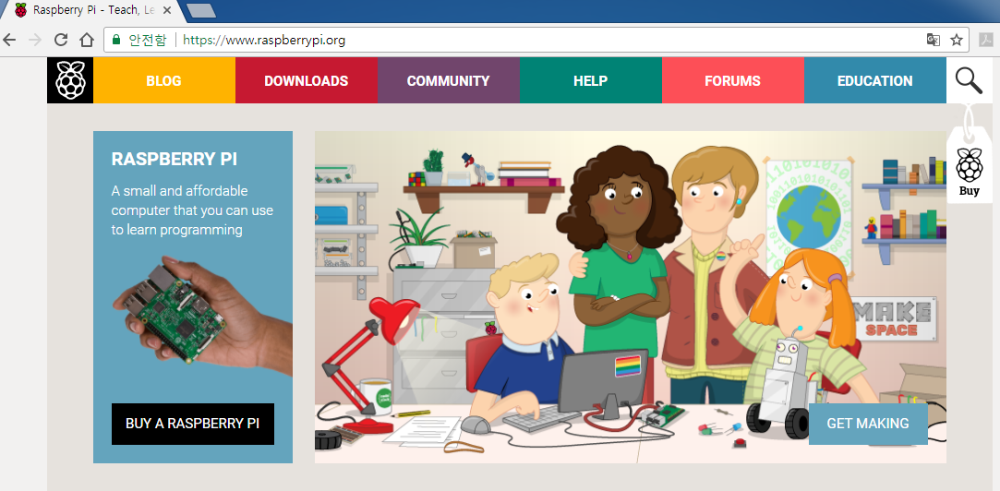 Raspberry Pi - Teach, Le
안전함
https://www.raspberrypi.org
BLOG
DOWNLOADS
COMMUNITY
HELP
FORUMS
EDUCATION
RASPBERRY PI
A small and affordable
computer that you can use
to learn programming
BUY A RASPBERRY PI
MAKE
SPACE
GET MAKING
Buy